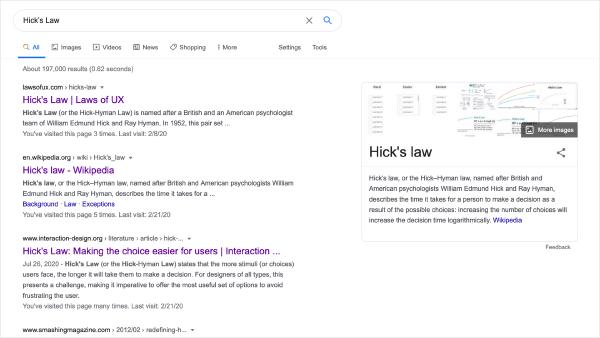 Hick's Law
All Images Videos News Shopping More Settings Tools
About 197,000 results (0.62 seconds)
lawsofux.com › hicks-law
Hick's Law | Laws of UX
Hick's Law (or the Hick-Hyman Law) is named after a British and an American psychologist
team of William Edmund Hick and Ray Hyman. In 1952, this pair set ...
You've visited this page 3 times. Last visit: 2/8/20
en.wikipedia.org › wiki › Hick's_law
Hick's law - Wikipedia
Hick's law, or the Hick–Hyman law, named after British and American psychologists William
Edmund Hick and Ray Hyman, describes the time it takes for a ...
Background · Law · Exceptions
You've visited this page 5 times. Last visit: 2/21/20
www.interaction-design.org › literature › article › hick-...
Hick's Law: Making the choice easier for users | Interaction ...
Jul 26, 2020 - Hick's Law (or the Hick-Hyman Law) states that the more stimuli (or choices)
users face, the longer it will take them to make a decision. For designers of all types, this
presents a challenge, making it imperative to offer the most useful set of options to avoid
frustrating the user.
You've visited this page many times. Last visit: 2/21/20
www.smashingmagazine.com › 2012/02 › redefining-h...
More images
Hick's law
Hick's law, or the Hick–Hyman law, named after British and
American psychologists William Edmund Hick and Ray Hyman,
describes the time it takes for a person to make a decision as a
result of the possible choices: increasing the number of choices will
increase the decision time logarithmically. Wikipedia
Feedback